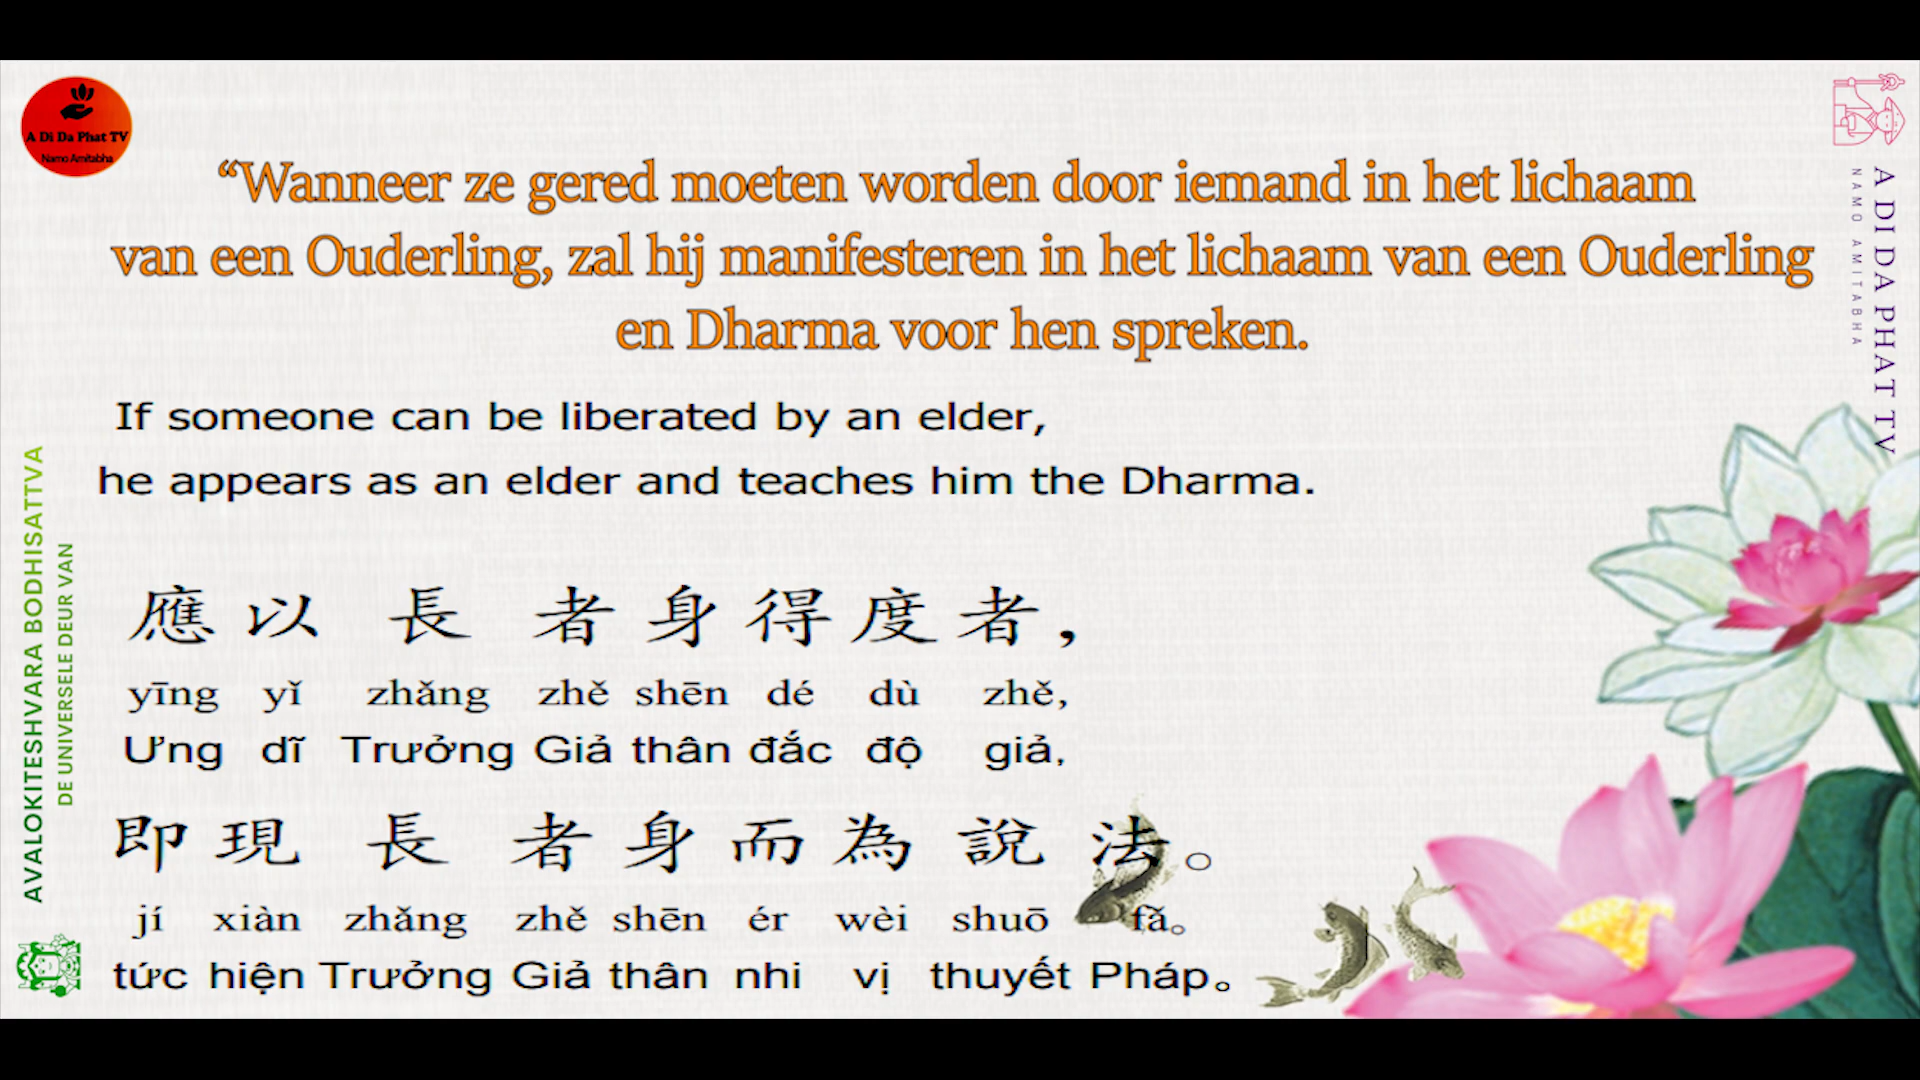 A Di Da Phat TV
Namo Amitabha
“Wanneer ze gered moeten worden door iemand in het lichaam
van een Ouderling, zal hij manifesteren in het lichaam van een Ouderling
en Dharma voor hen spreken.
If someone can be liberated by an elder,
he appears as an elder and teaches him the Dharma.
應以長者身得度者，
yīng yǐ zhǎng zhě shēn dé dù zhě,
Ưng dĩ Trưởng Giả thân đắc độ giả,
即現長者身而為說法。
jí xiàn zhǎng zhě shēn ér wèi shuō fǎ。
tức hiện Trưởng Giả thân nhi vị thuyết Pháp。
AVALOKITESHVARA BODHISATTVA
DE UNIVERSELE DEUR VAN
A DI DA PHAT TV
NAMO AMITABHA